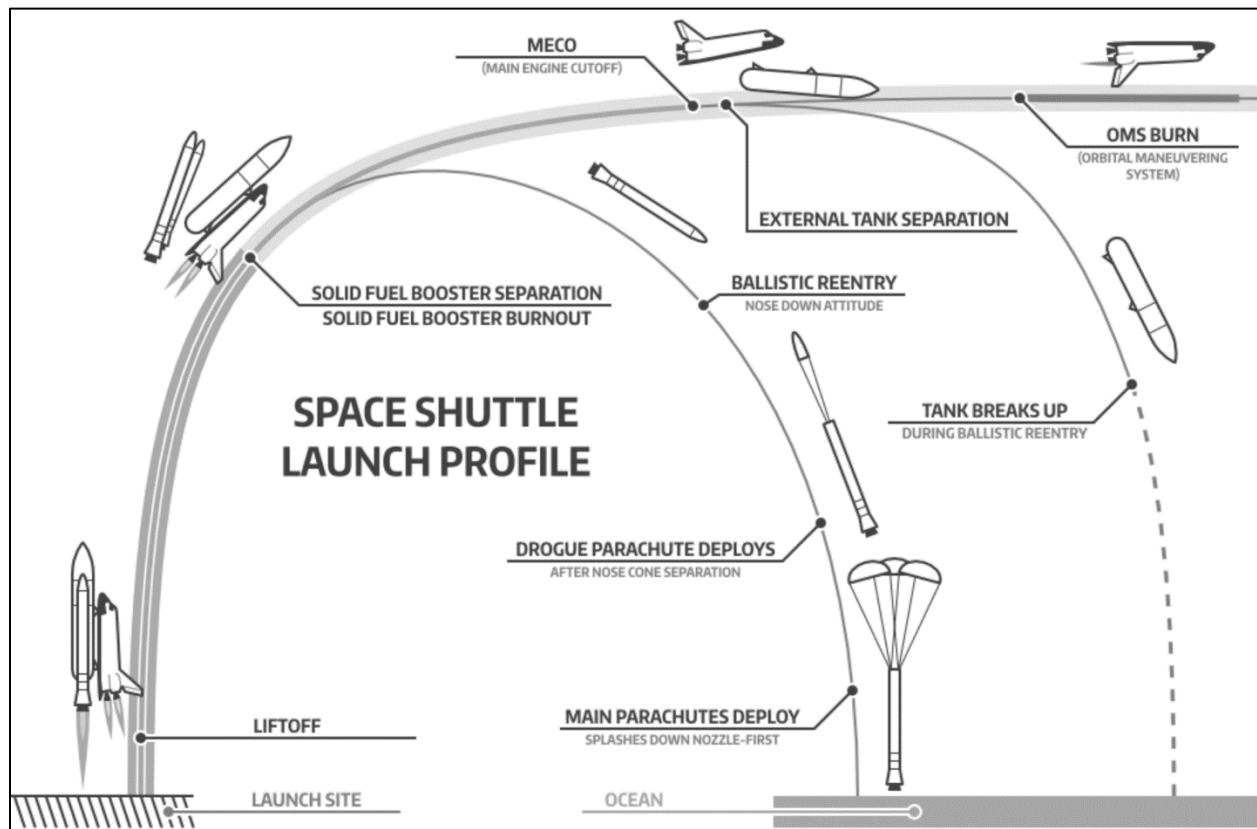 MECO
(MAIN ENGINE CUTOFF)
OMS BURN
(ORBITAL MANEUVERING
SYSTEM)
EXTERNAL TANK SEPARATION
SOLID FUEL BOOSTER SEPARATION
SOLID FUEL BOOSTER BURNOUT
BALLISTIC REENTRY
NOSE DOWN ATTITUDE
SPACE SHUTTLE
LAUNCH PROFILE
TANK BREAKS UP
DURING BALLISTIC REENTRY
DROGUE PARACHUTE DEPLOYS
AFTER NOSE CONE SEPARATION
MAIN PARACHUTES DEPLOY
SPLASHES DOWN NOZZLE-FIRST
LIFTOFF
LAUNCH SITE
OCEAN